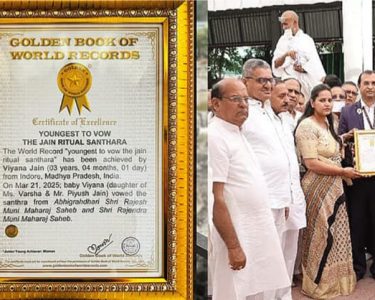 GOLDEN BOOK OF
WORLD RECORDS
Certificate of Excellence
YOUNGEST TO VOW
THE JAIN RITUAL SANTHARA
The World Record "youngest to vow the jain
ritual santhara" has been achieved by
Viyana Jain (03 years, 04 months, 01 day)
from Indore, Madhya Pradesh, India.
On Mar 21, 2025; baby Viyana (daughter of
Ms. Varsha & Mr. Piyush Jain) vowed the
santhra from Abhigrahdhari Shri Rajesh
Muni Maharaj Saheb and Shri Rajendra
Muni Maharaj Saheb.
Golden Book of World Records